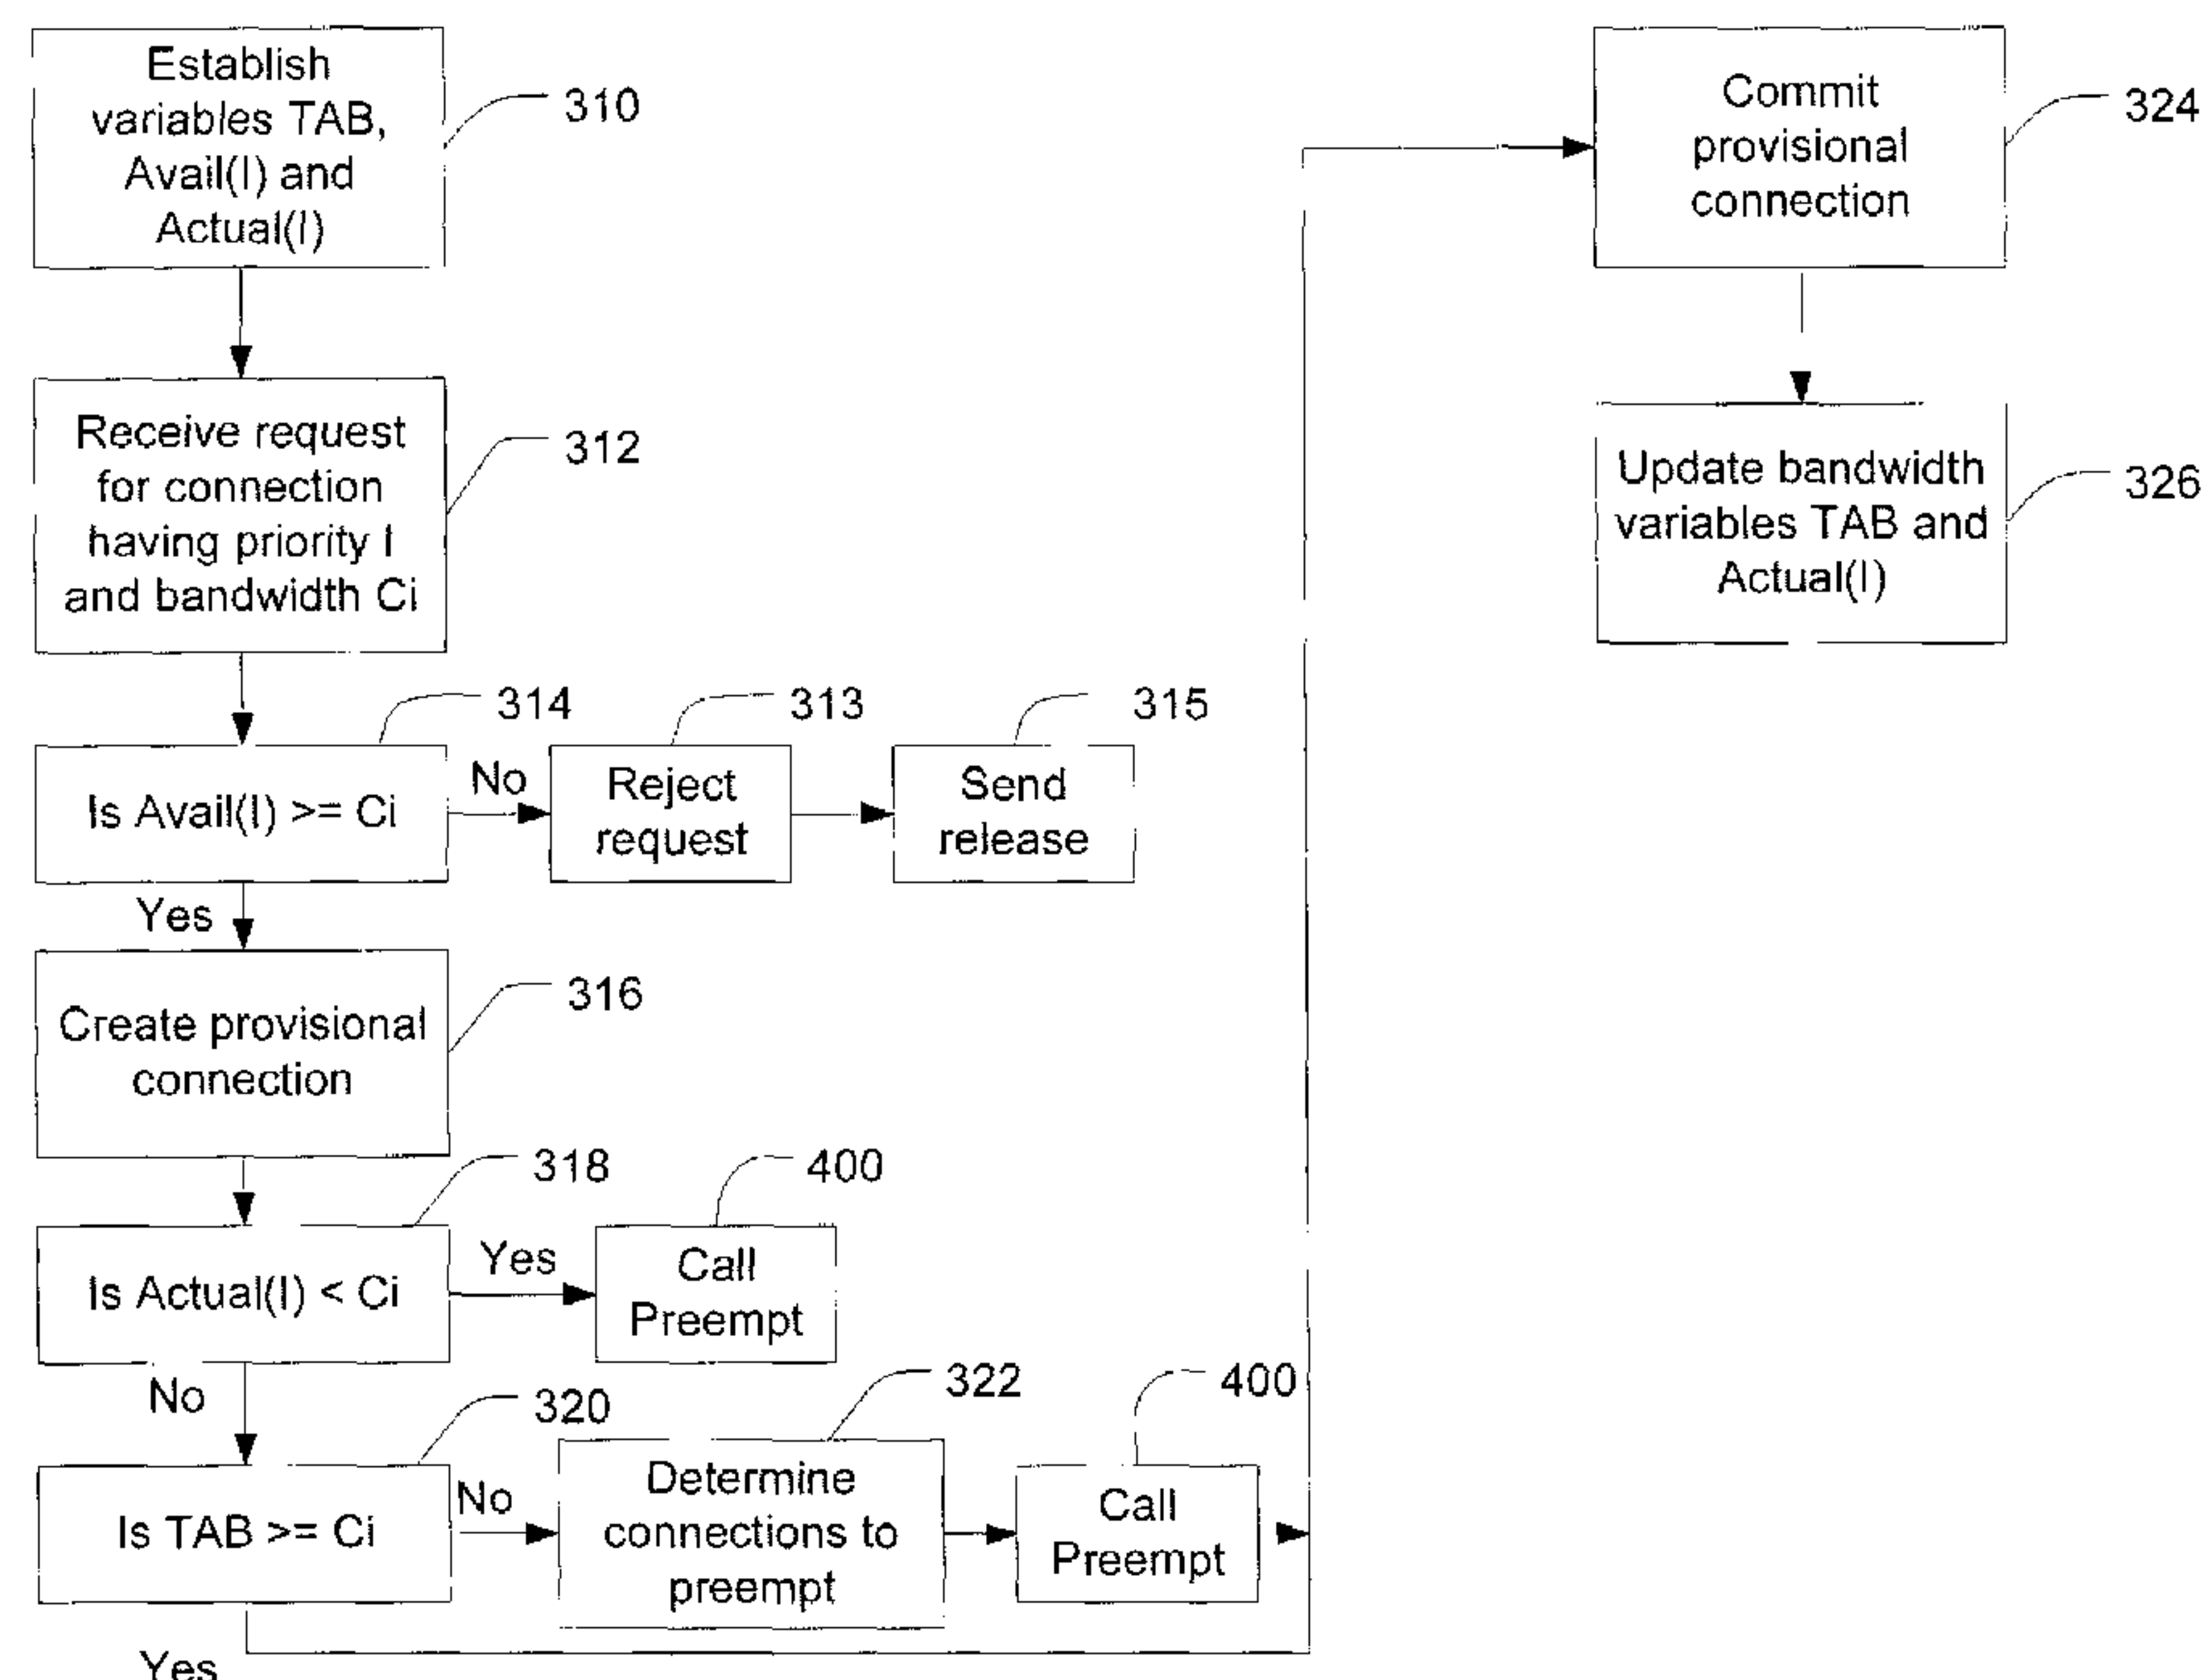 Establish
variables TAB,
Avail(I) and
Actual(I)
310
Receive request
for connection
having priority I
and bandwidth Ci
312
Is Avail(I) >= Ci
314
No
Reject
request
313
Send
release
315
Yes
Create provisional
connection
316
Is Actual(I) < Ci
318
Yes
Call
Preempt
400
No
Is TAB >= Ci
320
No
Determine
connections to
preempt
322
Call
Preempt
400
Yes
Commit
provisional
connection
324
Update bandwidth
variables TAB and
Actual(I)
326